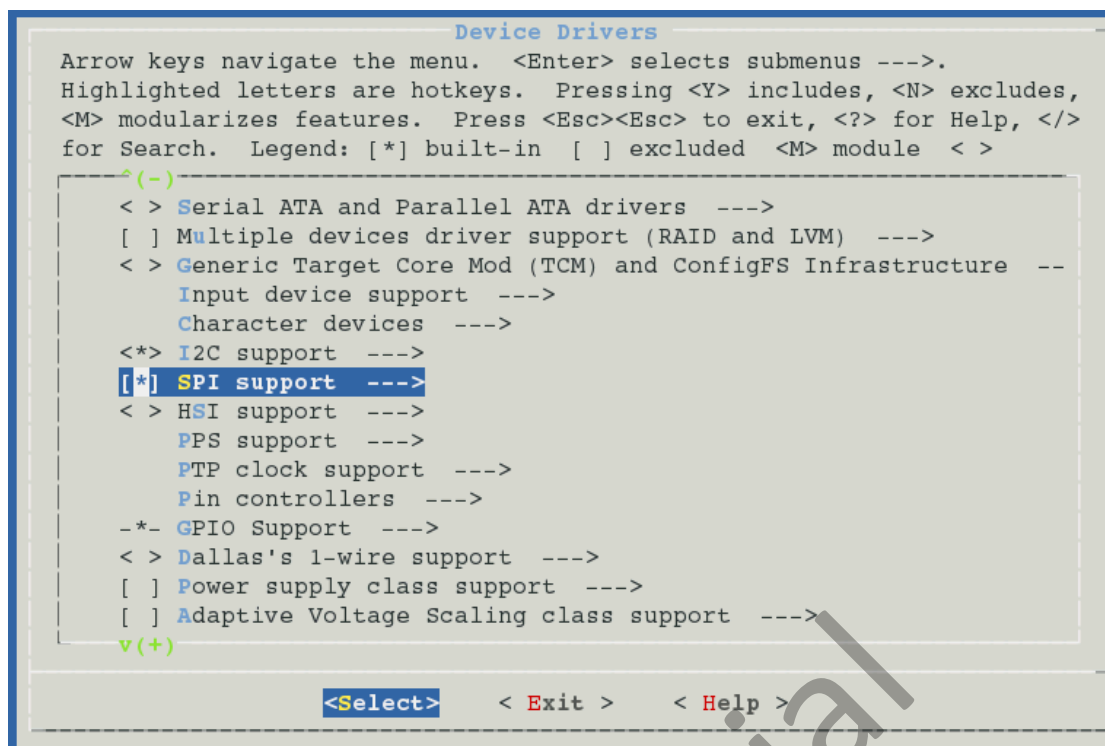 Device Drivers
Arrow keys navigate the menu.  <Enter> selects submenus --->.
Highlighted letters are hotkeys.  Pressing <Y> includes, <N> excludes,
<M> modularizes features.  Press <Esc><Esc> to exit, <?> for Help, </>
for Search.  Legend: [*] built-in  [ ] excluded  <M> module  < >
^(-)
< > Serial ATA and Parallel ATA drivers  --->
[ ] Multiple devices driver support (RAID and LVM)  --->
< > Generic Target Core Mod (TCM) and ConfigFS Infrastructure  --
Input device support  --->
Character devices  --->
<*> I2C support  --->
[*] SPI support  --->
< > HSI support  --->
PPS support  --->
PTP clock support  --->
Pin controllers  --->
-*- GPIO Support  --->
< > Dallas's 1-wire support  --->
[ ] Power supply class support  --->
[ ] Adaptive Voltage Scaling class support  --->
v(+)
<Select>    < Exit >    < Help >